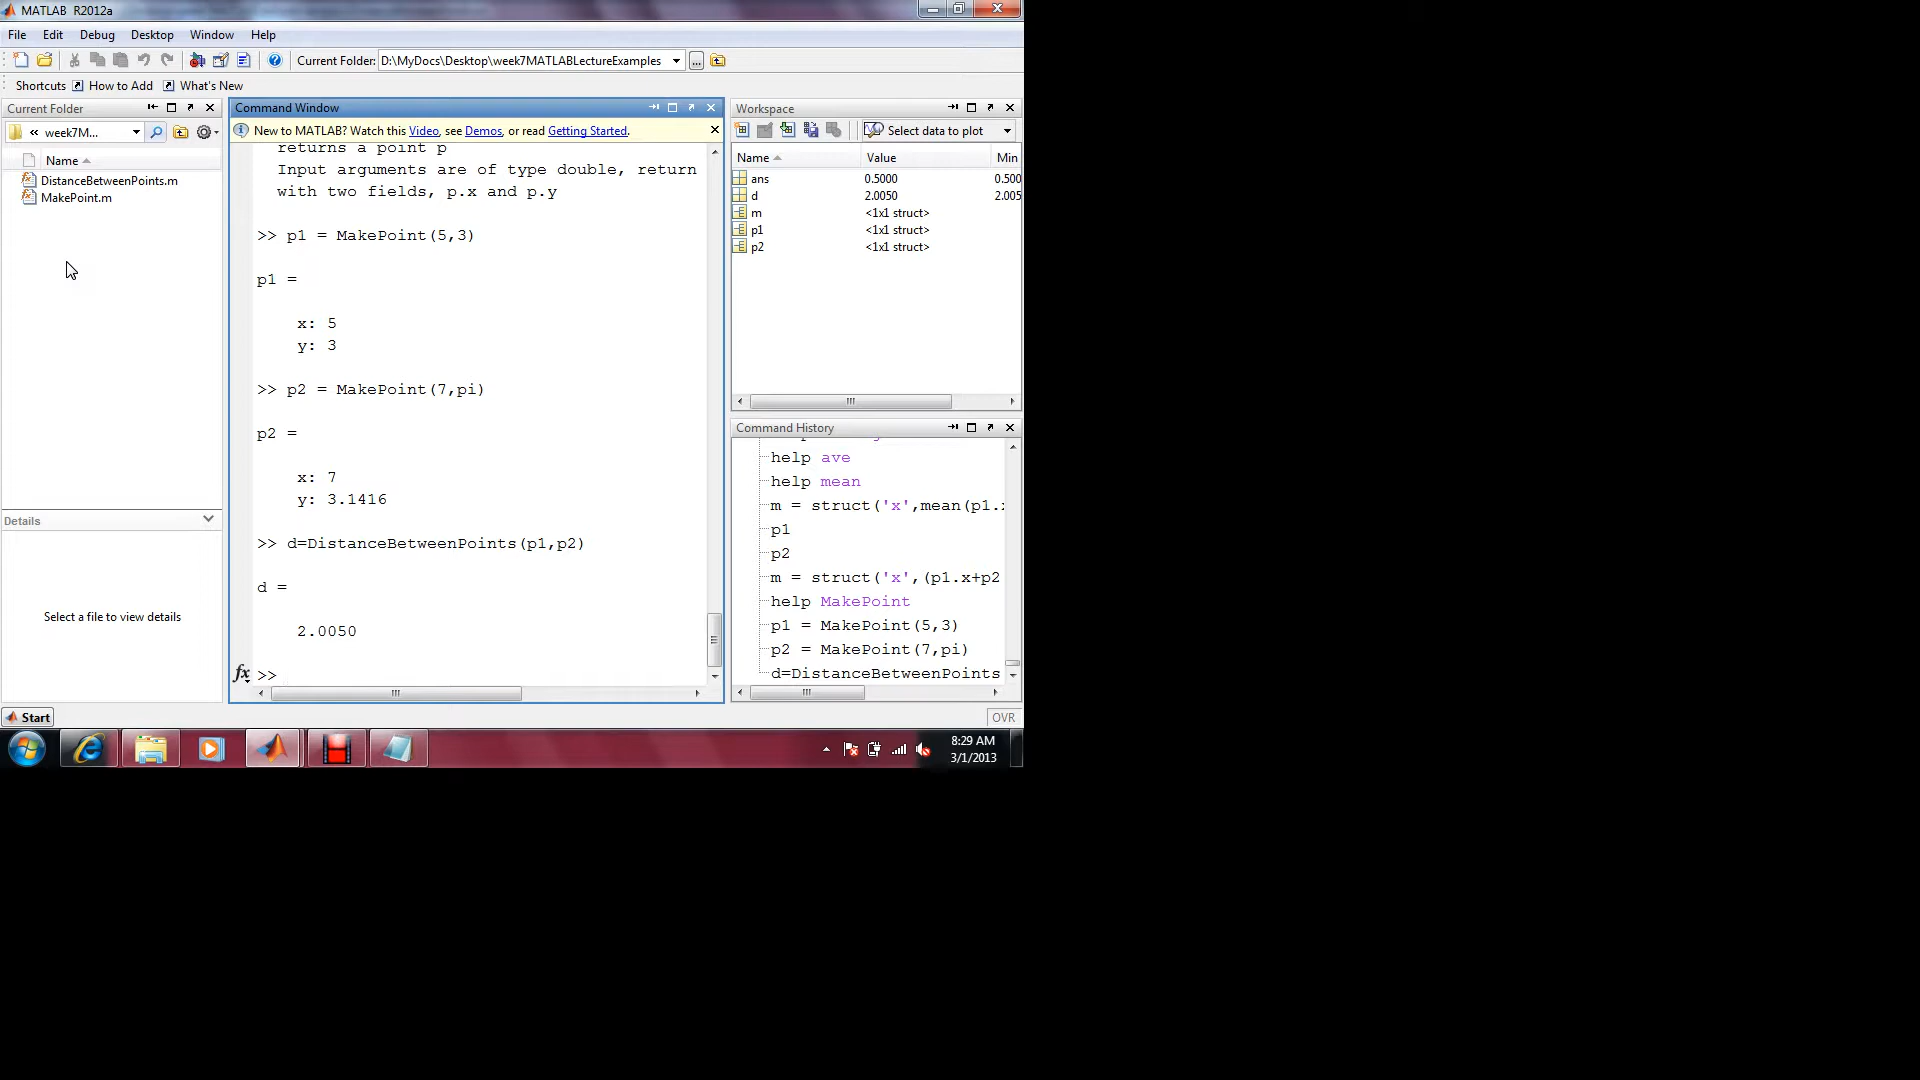 MATLAB R2012a
File Edit Debug Desktop Window Help
Current Folder: D:\MyDocs\Desktop\week7MATLABLectureExamples
Shortcuts How to Add What's New
Current Folder
« week7M...
Name
DistanceBetweenPoints.m
MakePoint.m
Details
Select a file to view details
Command Window
New to MATLAB? Watch this Video, see Demos, or read Getting Started.
returns a point p
Input arguments are of type double, return
with two fields, p.x and p.y
>> p1 = MakePoint(5,3)
p1 =
x: 5
y: 3
>> p2 = MakePoint(7,pi)
p2 =
x: 7
y: 3.1416
>> d=DistanceBetweenPoints(p1,p2)
d =
2.0050
fx >>
Workspace
Select data to plot
Name Value Min
ans 0.5000 0.500
d 2.0050 2.005
m <1x1 struct>
p1 <1x1 struct>
p2 <1x1 struct>
Command History
help ave
help mean
m = struct('x',mean(p1.x
p1
p2
m = struct('x',(p1.x+p2
help MakePoint
p1 = MakePoint(5,3)
p2 = MakePoint(7,pi)
d=DistanceBetweenPoints
Start
OVR
8:29 AM
3/1/2013